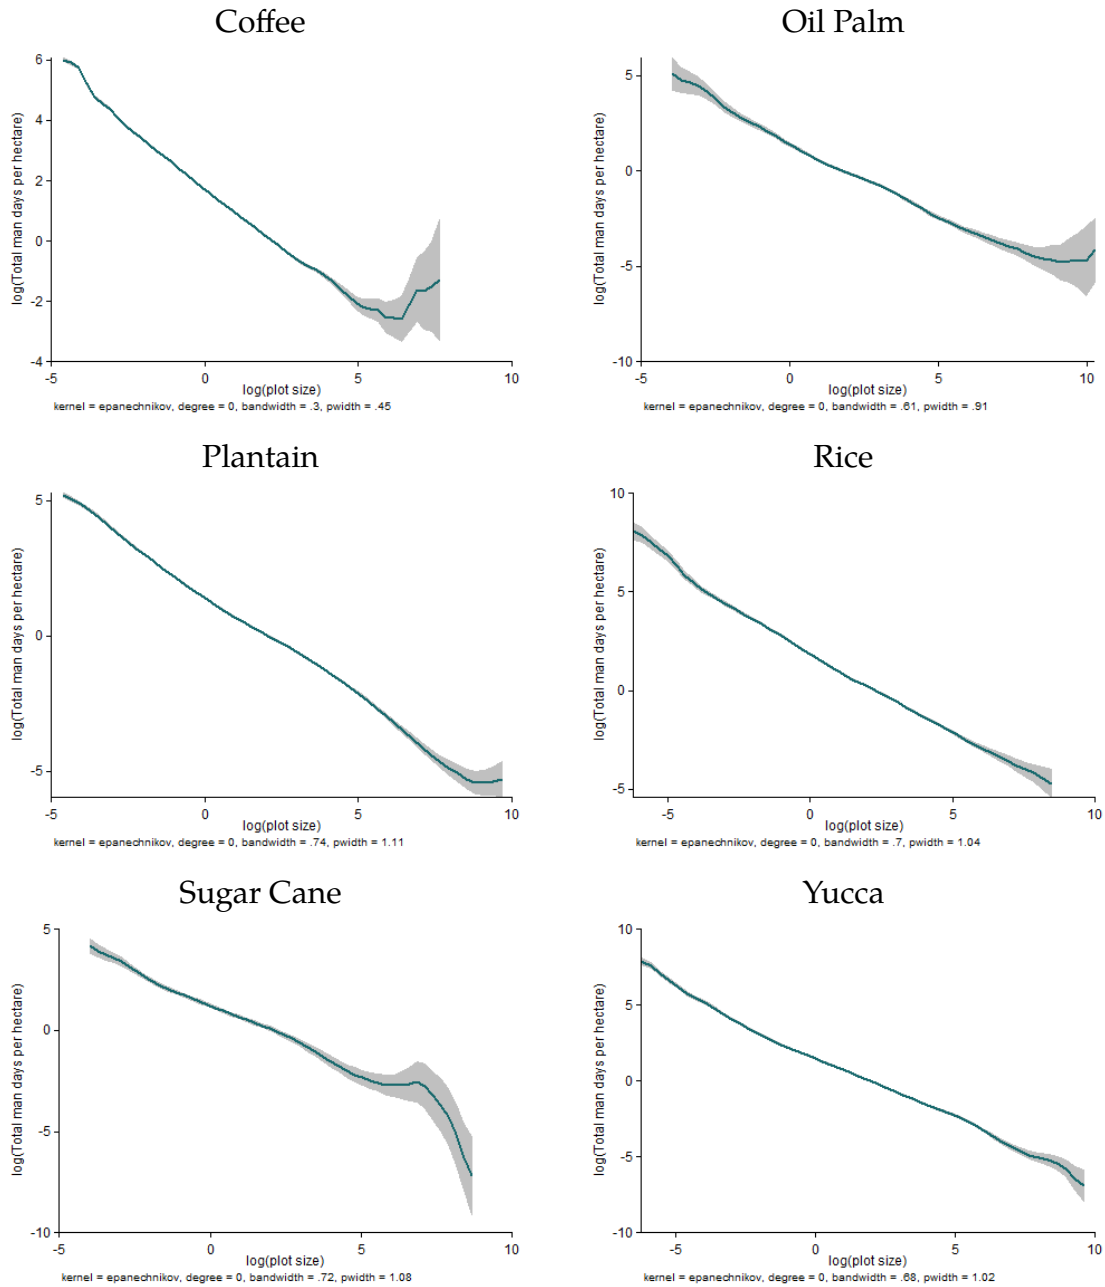 Coffee
log(Total man days per hectare)
6
4
2
0
-2
-4
-5
0
5
10
log(plot size)
kernel = epanechnikov, degree = 0, bandwidth = .3, pwidth = .45
Oil Palm
log(Total man days per hectare)
5
0
-5
-10
-5
0
5
10
log(plot size)
kernel = epanechnikov, degree = 0, bandwidth = .61, pwidth = .91
Plantain
log(Total man days per hectare)
5
0
-5
-5
0
5
10
log(plot size)
kernel = epanechnikov, degree = 0, bandwidth = .74, pwidth = 1.11
Rice
log(Total man days per hectare)
10
5
0
-5
-5
0
5
10
log(plot size)
kernel = epanechnikov, degree = 0, bandwidth = .7, pwidth = 1.04
Sugar Cane
log(Total man days per hectare)
5
0
-5
-10
-5
0
5
10
log(plot size)
kernel = epanechnikov, degree = 0, bandwidth = .72, pwidth = 1.08
Yucca
log(Total man days per hectare)
10
5
0
-5
-10
-5
0
5
10
log(plot size)
kernel = epanechnikov, degree = 0, bandwidth = .68, pwidth = 1.02